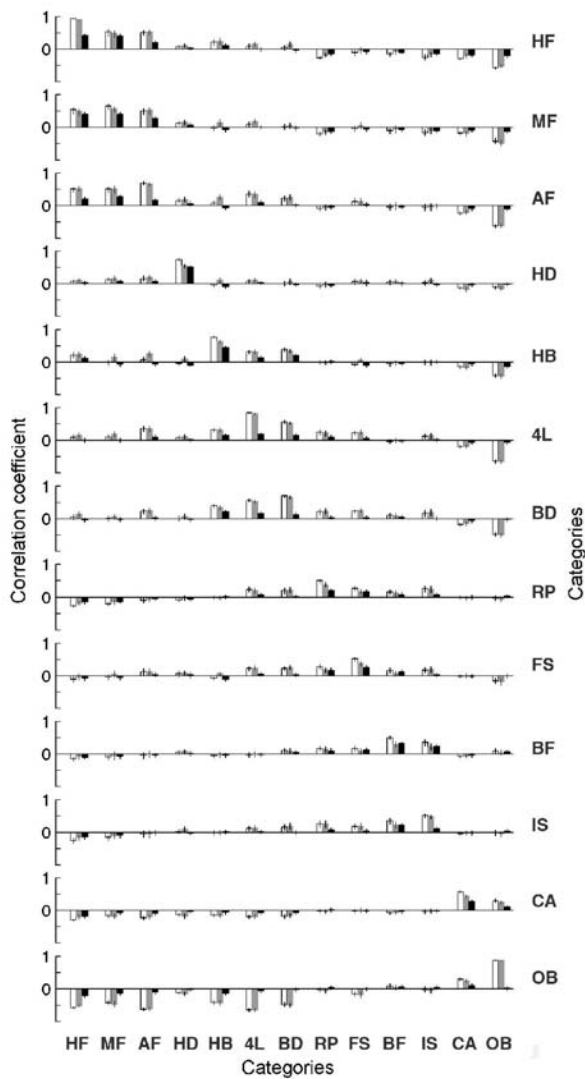 1
0
HF
1
0
MF
1
0
AF
1
0
HD
1
0
HB
1
0
4L
1
0
BD
1
0
RP
1
0
FS
1
0
BF
1
0
IS
1
0
CA
1
0
OB
Correlation coefficient
Categories
HF MF AF HD HB 4L BD RP FS BF IS CA OB
Categories